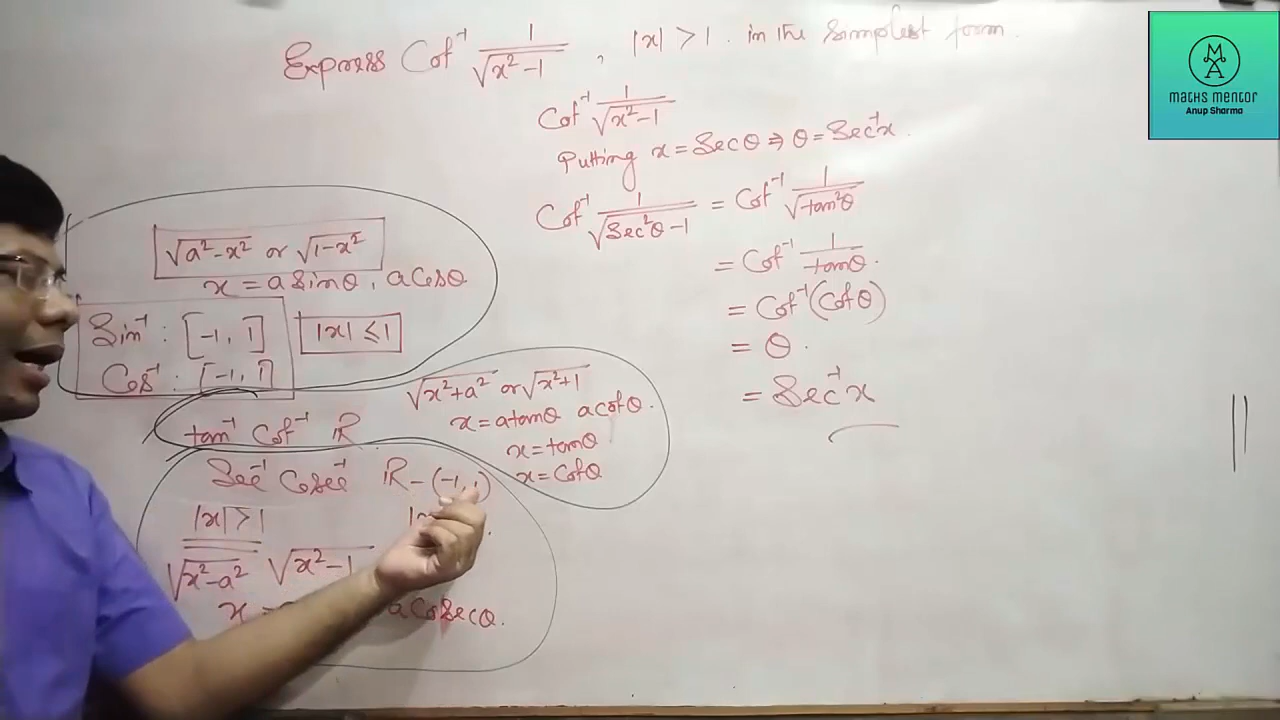 Express Cot⁻¹ 1/√(x²-1) , |x| > 1 in the simplest form.
Cot⁻¹ 1/√(x²-1)
Putting x = Secθ ⇒ θ = Sec⁻¹x.
Cot⁻¹ 1/√(Sec²θ-1) = Cot⁻¹ 1/√(tan²θ)
= Cot⁻¹ 1/tanθ.
= Cot⁻¹(Cotθ)
= θ.
= Sec⁻¹x
√(a²-x²) or √(1-x²)
x = a Sinθ, a Cosθ
Sin⁻¹ : [-1, 1] |x| ≤ 1
Cos⁻¹ : [-1, 1]
√(x²+a²) or √(x²+1)
x = a tanθ a cotθ.
x = tanθ
x = Cotθ
tan⁻¹ Cot⁻¹ R
Sec⁻¹ Cosec⁻¹ R - (-1, 1)
|x| > 1
√(x²-a²) √(x²-1)
x = a Cosecθ.
MA
maths mentor
Anup Sharma